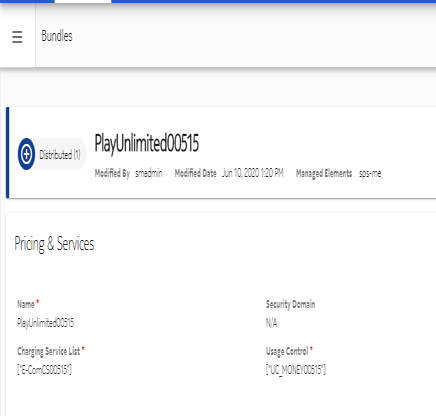 Bundles
PlayUnlimited00515
Distributed (1)
Modified By smadmin Modified Date Jun 10, 2020 1:20 PM Managed Elements sps-me
Pricing & Services
Name * Security Domain
PlayUnlimited00515 N/A
Charging Service List * Usage Control *
["E-ComCS00515"] ["UC_MONEY00515"]